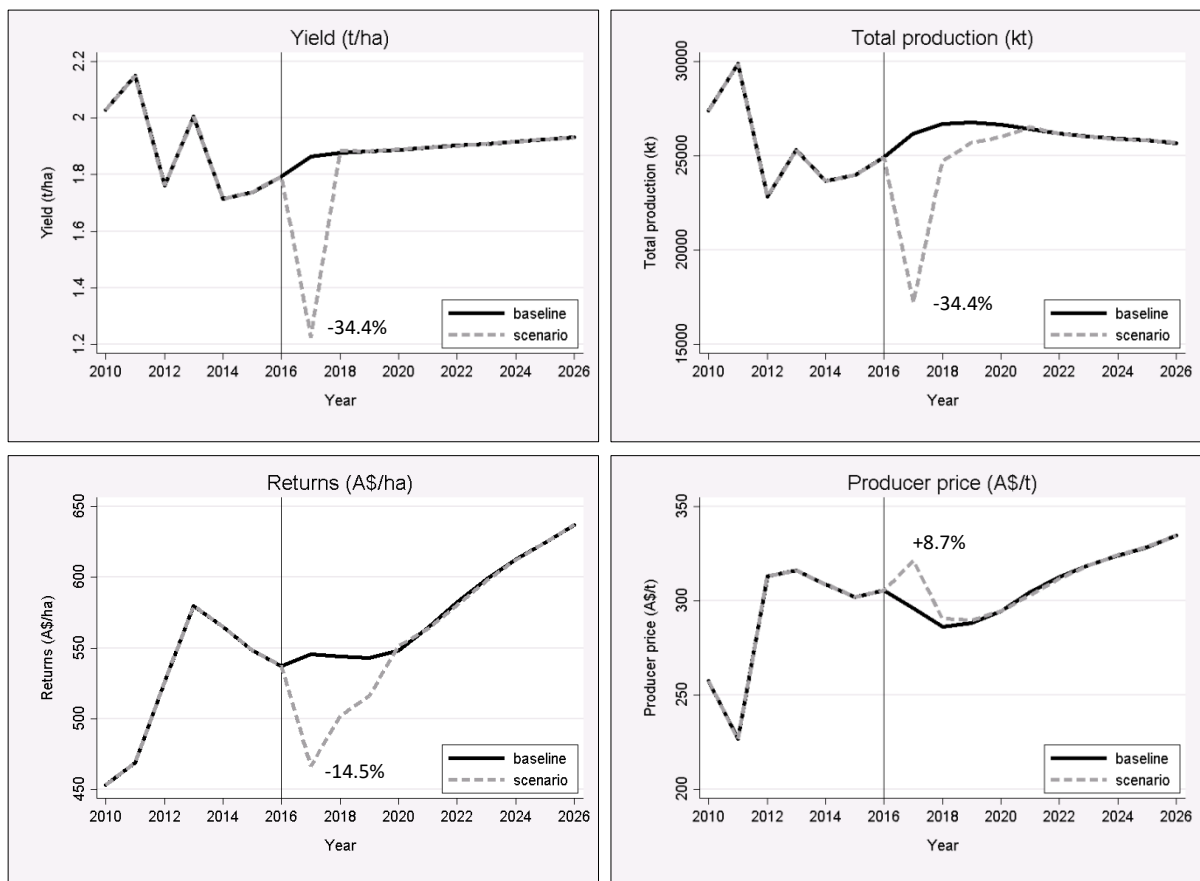 Yield (t/ha)
Yield (t/ha)
2.2
2
1.8
1.6
1.4
1.2
-34.4%
baseline
scenario
2010 2012 2014 2016 2018 2020 2022 2024 2026
Year
Total production (kt)
Total production (kt)
30000
25000
20000
15000
-34.4%
baseline
scenario
2010 2012 2014 2016 2018 2020 2022 2024 2026
Year
Returns (A$/ha)
Returns (A$/ha)
650
600
550
500
450
-14.5%
baseline
scenario
2010 2012 2014 2016 2018 2020 2022 2024 2026
Year
Producer price (A$/t)
Producer price (A$/t)
350
300
250
200
+8.7%
baseline
scenario
2010 2012 2014 2016 2018 2020 2022 2024 2026
Year